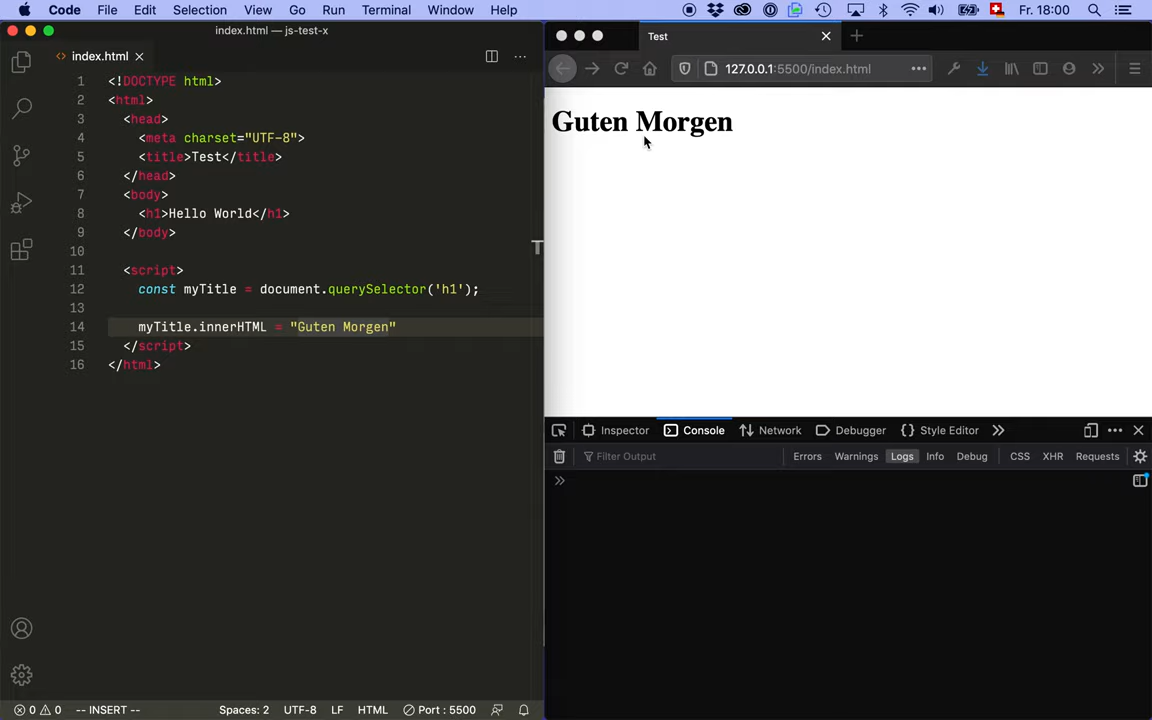 Code File Edit Selection View Go Run Terminal Window Help Fr. 18:00
index.html — js-test-x
index.html
1 <!DOCTYPE html>
2 <html>
3 <head>
4 <meta charset="UTF-8">
5 <title>Test</title>
6 </head>
7 <body>
8 <h1>Hello World</h1>
9 </body>
10
11 <script>
12 const myTitle = document.querySelector('h1');
13
14 myTitle.innerHTML = "Guten Morgen"
15 </script>
16 </html>
0 0 -- INSERT -- Spaces: 2 UTF-8 LF HTML Port : 5500
Test
127.0.0.1:5500/index.html
Guten Morgen
Inspector Console Network Debugger Style Editor
Filter Output Errors Warnings Logs Info Debug CSS XHR Requests